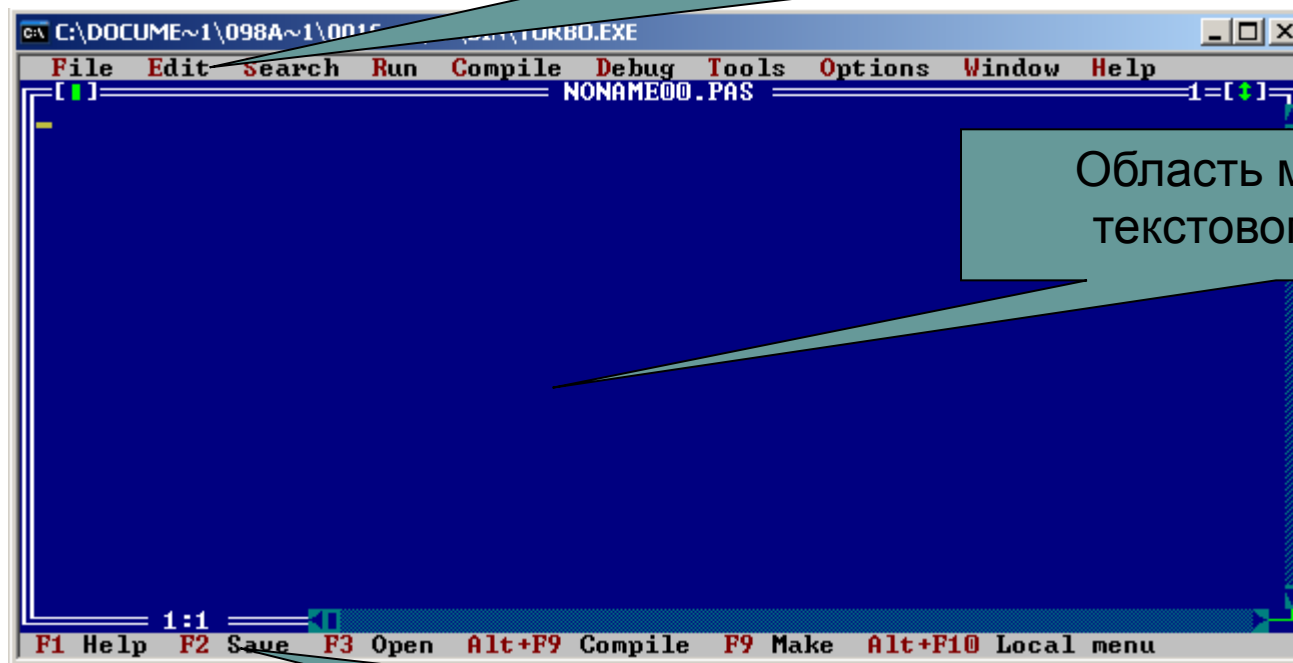 C:\DOCUME~1\098A~1\001 \TURBO.EXE
File Edit Search Run Compile Debug Tools Options Window Help
[ ] NONAME00.PAS 1=[↕]
Область
текстово
1:1
F1 Help F2 Save F3 Open Alt+F9 Compile F9 Make Alt+F10 Local menu